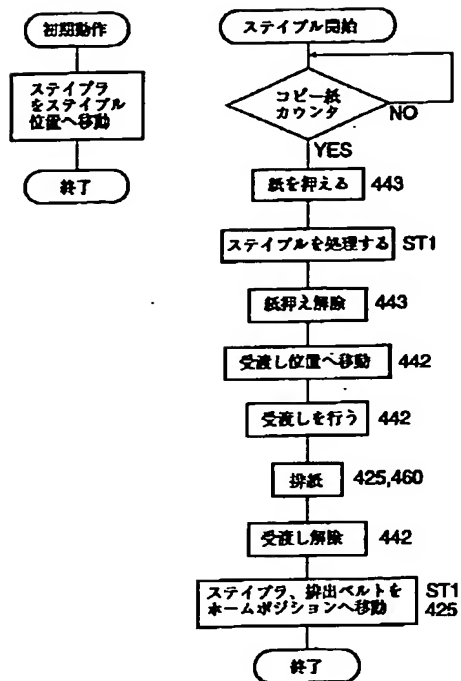 初期動作
ステイプラ
をステイプル
位置へ移動
終了
ステイプル開始
コピー紙
カウンタ
NO
YES
紙を押える 443
ステイプルを処理する ST1
紙押え解除 443
受渡し位置へ移動 442
受渡しを行う 442
排紙 425,460
受渡し解除 442
ステイプラ、排出ベルトを ST1
ホームポジションへ移動 425
終了